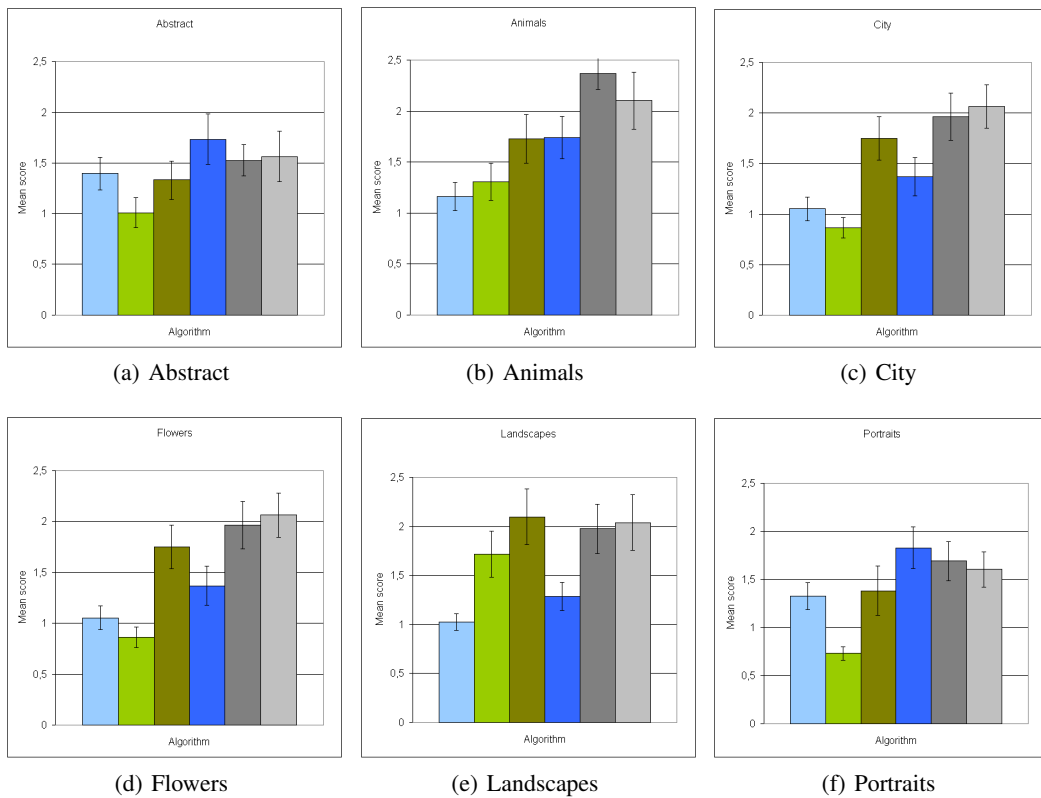 Abstract
Mean score
2,5
2
1,5
1
0,5
0
Algorithm
(a) Abstract
Animals
Mean score
2,5
2
1,5
1
0,5
0
Algorithm
(b) Animals
City
Mean score
2,5
2
1,5
1
0,5
0
Algorithm
(c) City
Flowers
Mean score
2,5
2
1,5
1
0,5
0
Algorithm
(d) Flowers
Landscapes
Mean score
2,5
2
1,5
1
0,5
0
Algorithm
(e) Landscapes
Portraits
Mean score
2,5
2
1,5
1
0,5
0
Algorithm
(f) Portraits